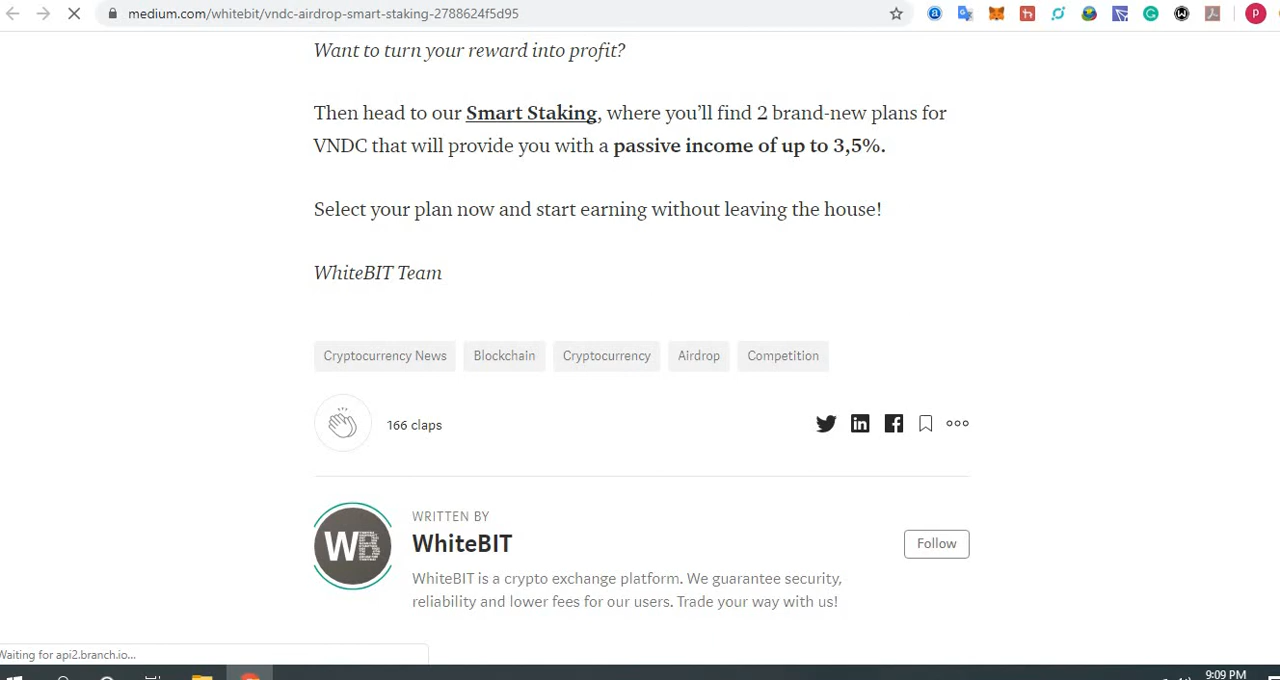 medium.com/whitebit/vndc-airdrop-smart-staking-2788624f5d95
Want to turn your reward into profit?
Then head to our Smart Staking, where you’ll find 2 brand-new plans for
VNDC that will provide you with a passive income of up to 3,5%.
Select your plan now and start earning without leaving the house!
WhiteBIT Team
Cryptocurrency News Blockchain Cryptocurrency Airdrop Competition
166 claps
WRITTEN BY
WhiteBIT
Follow
WhiteBIT is a crypto exchange platform. We guarantee security,
reliability and lower fees for our users. Trade your way with us!
Waiting for api2.branch.io...
9:09 PM